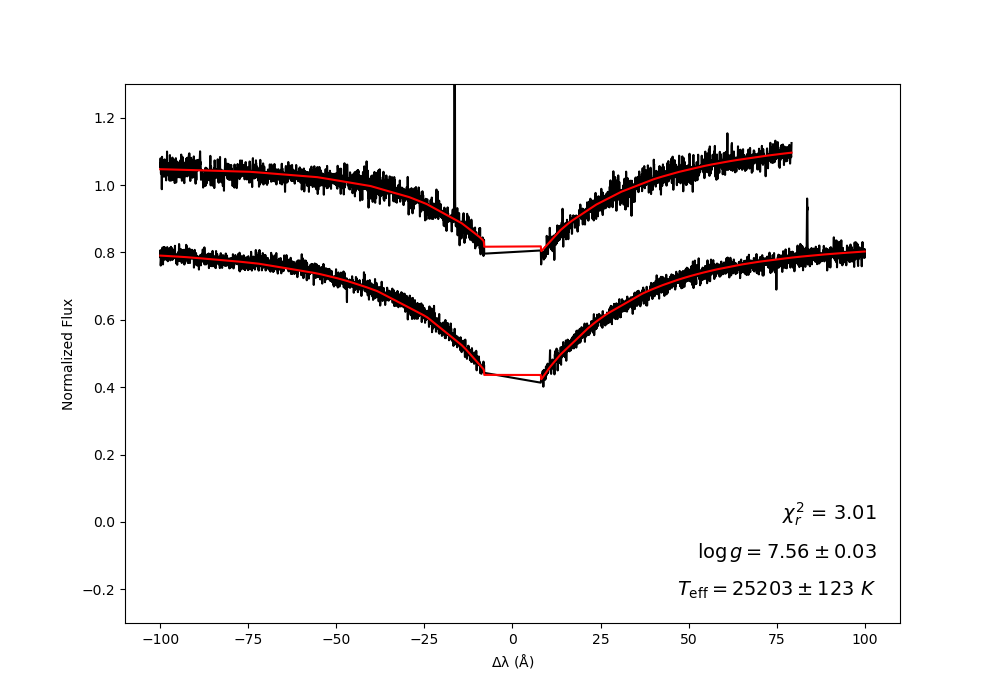 1.2
1.0
0.8
0.6
0.4
0.2
0.0
−0.2
Normalized Flux
χ²ᵣ = 3.01
log g = 7.56 ± 0.03
T_eff = 25203 ± 123 K
−100 −75 −50 −25 0 25 50 75 100
Δλ (Å)